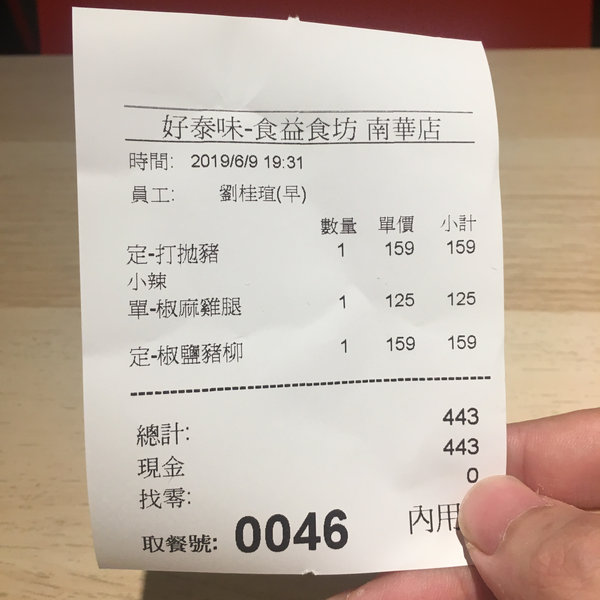 好泰味-食益食坊 南華店
時間: 2019/6/9 19:31
員工: 劉桂瑄(早)
數量 單價 小計
定-打拋豬 1 159 159
小辣
單-椒麻雞腿 1 125 125
定-椒鹽豬柳 1 159 159
總計: 443
現金 443
找零: 0
取餐號: 0046 內用